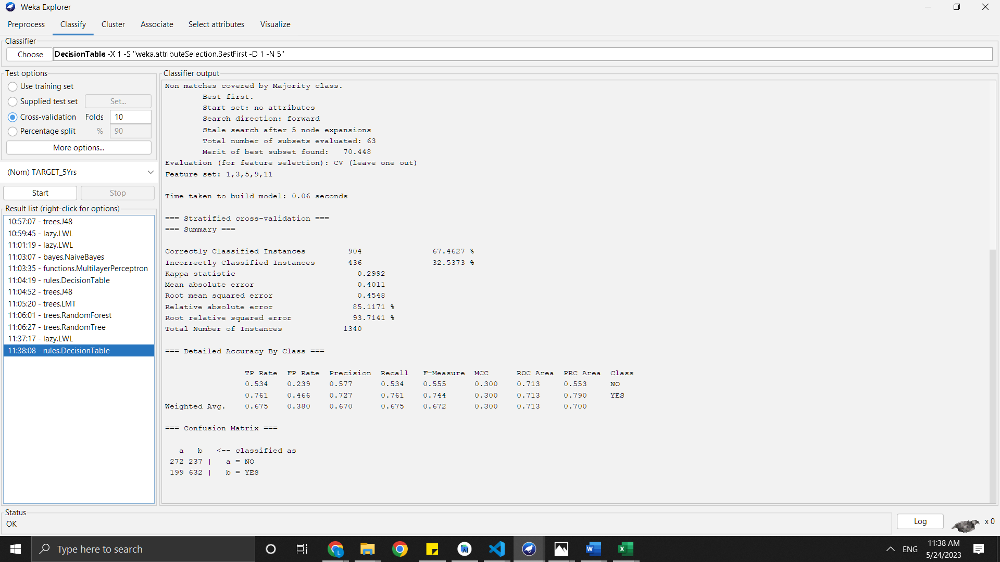 Weka Explorer
Preprocess Classify Cluster Associate Select attributes Visualize
Classifier
Choose DecisionTable -X 1 -S "weka.attributeSelection.BestFirst -D 1 -N 5"
Test options
Use training set
Supplied test set Set...
Cross-validation Folds 10
Percentage split % 90
More options...
(Nom) TARGET_5Yrs
Start Stop
Result list (right-click for options)
10:57:07 - trees.J48
10:59:45 - lazy.LWL
11:01:19 - lazy.LWL
11:03:07 - bayes.NaiveBayes
11:03:35 - functions.MultilayerPerceptron
11:04:19 - rules.DecisionTable
11:04:52 - trees.J48
11:05:20 - trees.LMT
11:06:01 - trees.RandomForest
11:06:27 - trees.RandomTree
11:37:17 - lazy.LWL
11:38:08 - rules.DecisionTable
Classifier output
Non matches covered by Majority class.
Best first.
Start set: no attributes
Search direction: forward
Stale search after 5 node expansions
Total number of subsets evaluated: 63
Merit of best subset found: 70.448
Evaluation (for feature selection): CV (leave one out)
Feature set: 1,3,5,9,11
Time taken to build model: 0.06 seconds
=== Stratified cross-validation ===
=== Summary ===
Correctly Classified Instances 904 67.4627 %
Incorrectly Classified Instances 436 32.5373 %
Kappa statistic 0.2992
Mean absolute error 0.4011
Root mean squared error 0.4548
Relative absolute error 85.1171 %
Root relative squared error 93.7141 %
Total Number of Instances 1340
=== Detailed Accuracy By Class ===
TP Rate FP Rate Precision Recall F-Measure MCC ROC Area PRC Area Class
0.534 0.239 0.577 0.534 0.555 0.300 0.713 0.553 NO
0.761 0.466 0.727 0.761 0.744 0.300 0.713 0.790 YES
Weighted Avg. 0.675 0.380 0.670 0.675 0.672 0.300 0.713 0.700
=== Confusion Matrix ===
a b <-- classified as
272 237 | a = NO
199 632 | b = YES
Status
OK
Log
x 0
Type here to search
ENG
11:38 AM
5/24/2023